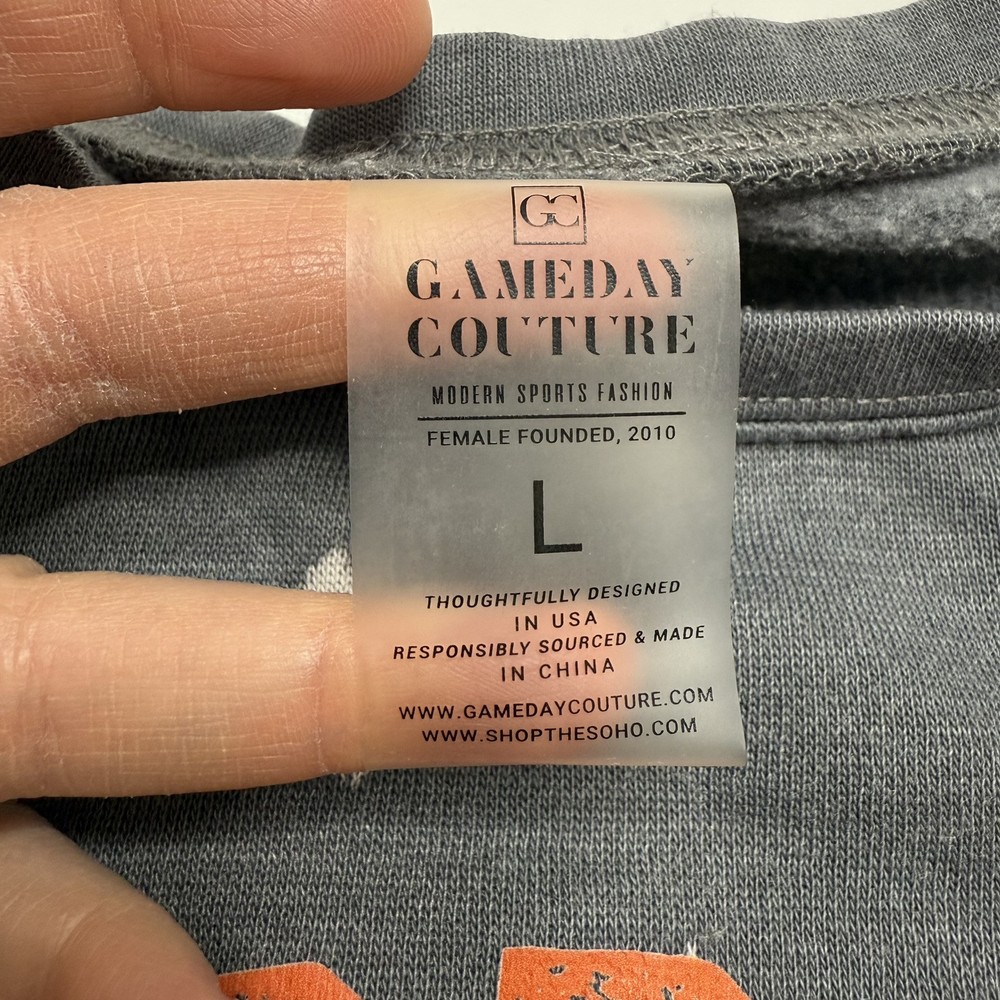 GC
GAMEDAY
COUTURE
MODERN SPORTS FASHION
FEMALE FOUNDED, 2010
L
THOUGHTFULLY DESIGNED
IN USA
RESPONSIBLY SOURCED & MADE
IN CHINA
WWW.GAMEDAYCOUTURE.COM
WWW.SHOPTHESOHO.COM